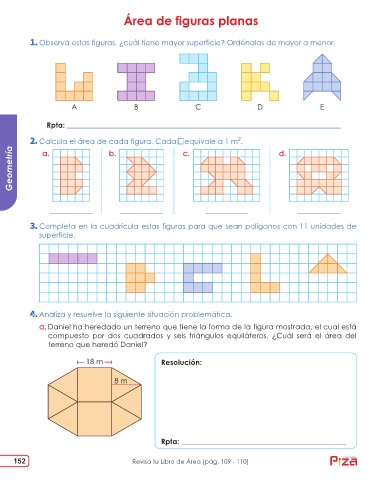 Área de figuras planas
1. Observa estas figuras, ¿cuál tiene mayor superficie? Ordénalas de mayor a menor.
A B C D E
Rpta:
2. Calcula el área de cada figura. Cada □ equivale a 1 m².
a. b. c. d.
3. Completa en la cuadrícula estas figuras para que sean polígonos con 11 unidades de
superficie.
4. Analiza y resuelve la siguiente situación problemática.
a. Daniel ha heredado un terreno que tiene la forma de la figura mostrada, el cual está
compuesto por dos cuadrados y seis triángulos equiláteros. ¿Cuál será el área del
terreno que heredó Daniel?
18 m
8 m
Resolución:
Rpta:
Geometría
152
Revisa tu Libro de Área (pág. 109 - 110)